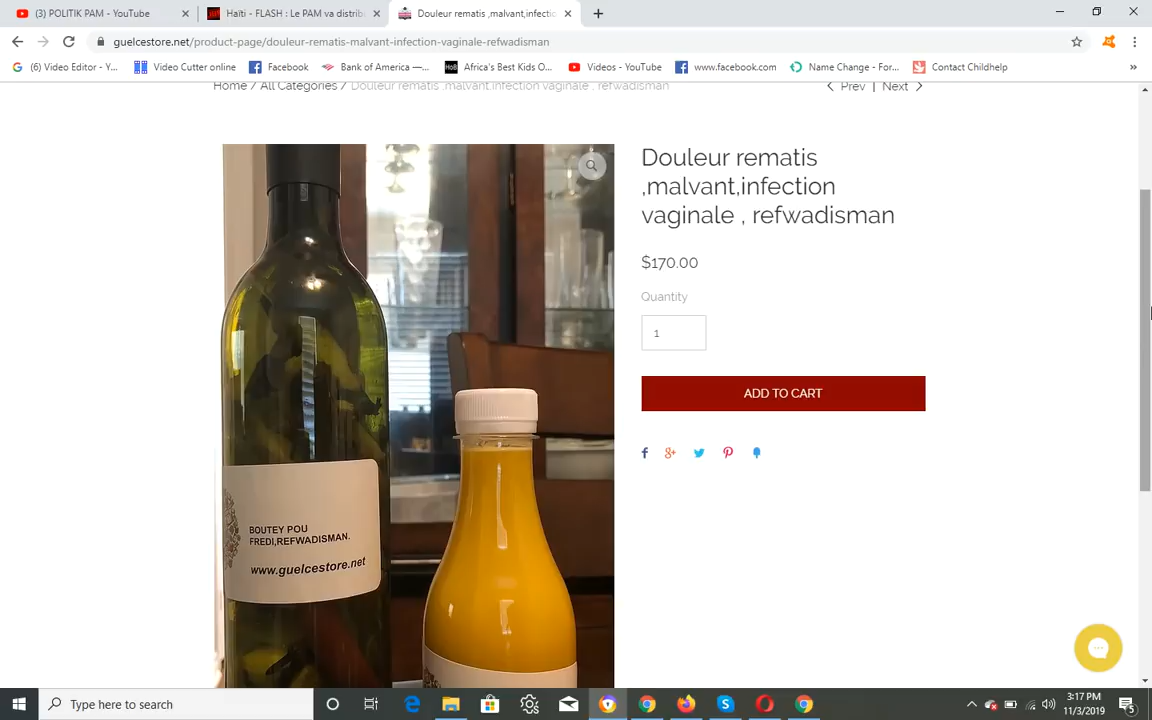 (3) POLITIK PAM - YouTube
Haïti - FLASH : Le PAM va distriba
Douleur rematis ,malvant,infectio
guelcestore.net/product-page/douleur-rematis-malvant-infection-vaginale-refwadisman
(6) Video Editor - Y...
Video Cutter online
Facebook
Bank of America —...
HoB
Africa's Best Kids O...
Videos - YouTube
www.facebook.com
Name Change - For...
Contact Childhelp
»
Home / All Categories / Douleur rematis ,malvant,infection vaginale , refwadisman
Prev | Next
Douleur rematis
,malvant,infection
vaginale , refwadisman
$170.00
Quantity
1
ADD TO CART
BOUTEY POU
FREDI,REFWADISMAN.
www.guelcestore.net
Type here to search
3:17 PM
11/3/2019
5